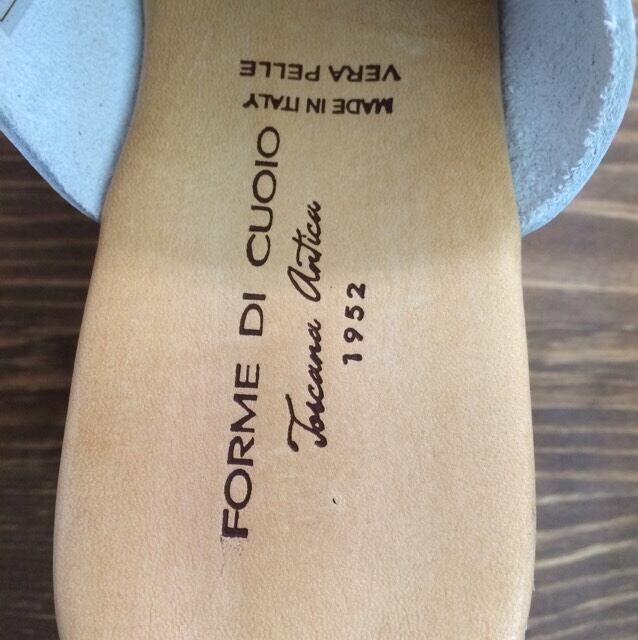 FORME DI CUOIO
Toscana Antica
1952
MADE IN ITALY
VERA PELLE